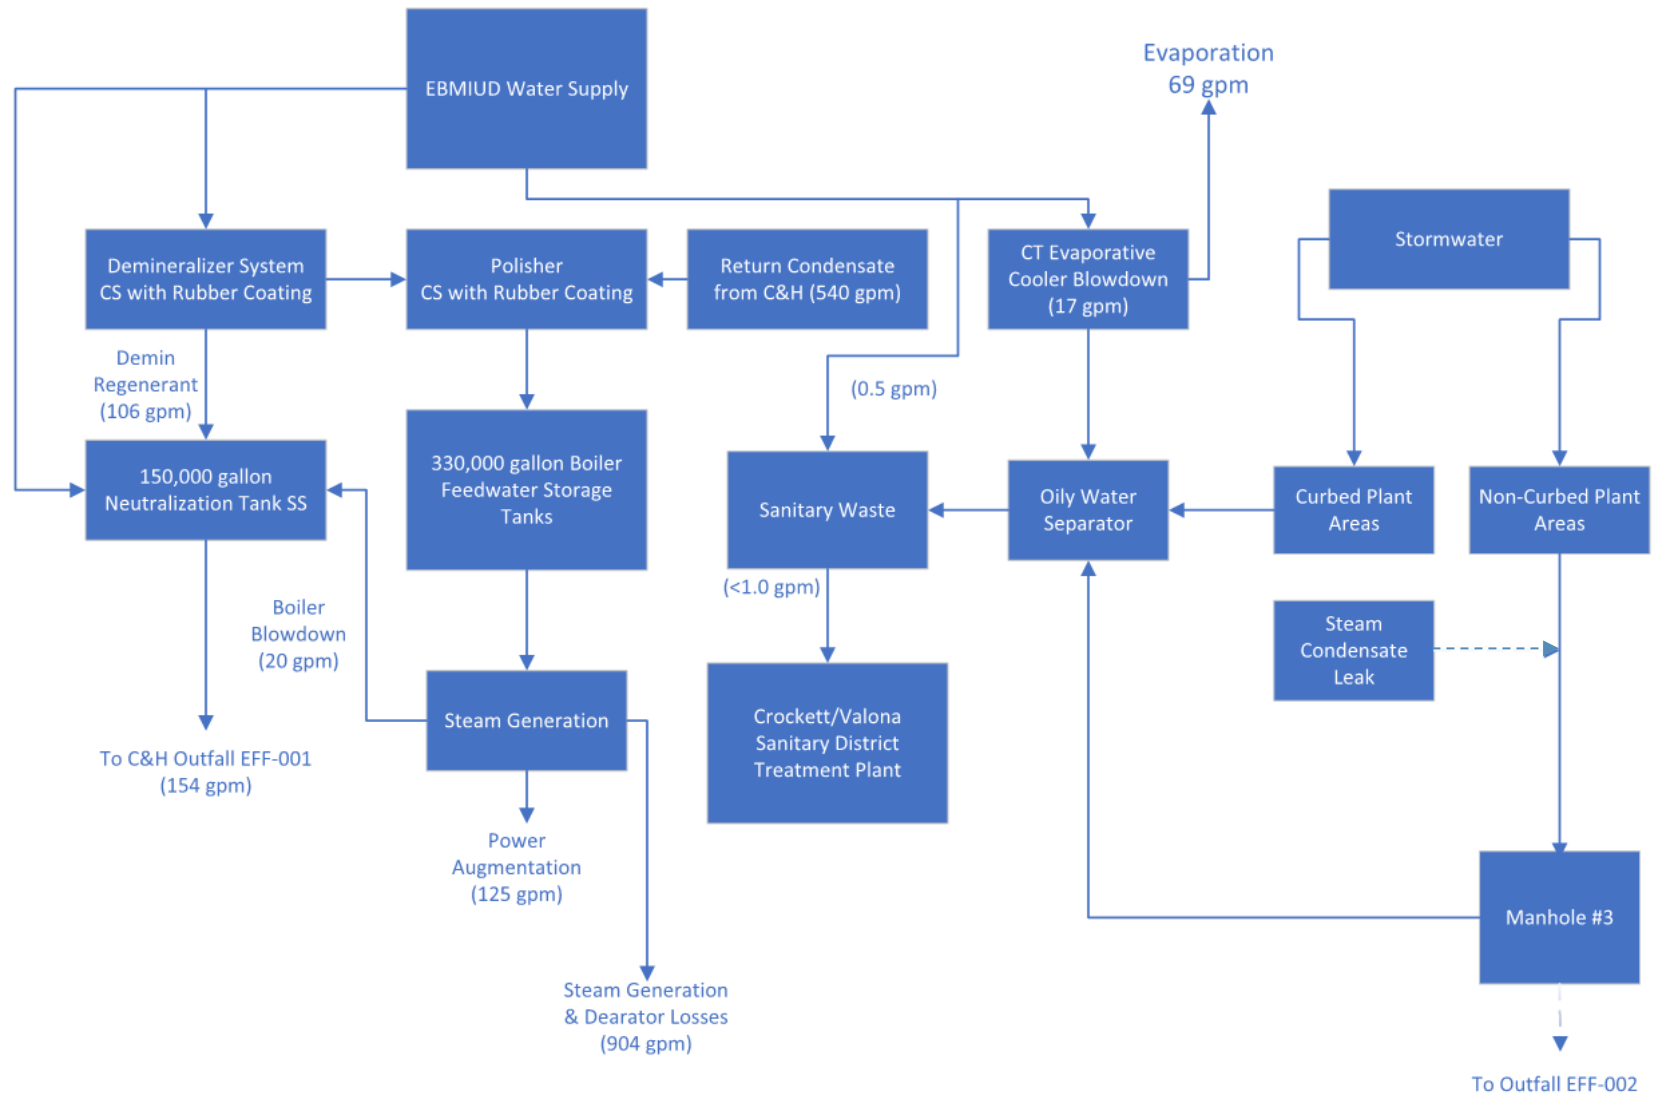 EBMIUD Water Supply
Evaporation
69 gpm
Stormwater
Demineralizer System
CS with Rubber Coating
Polisher
CS with Rubber Coating
Return Condensate
from C&H (540 gpm)
CT Evaporative
Cooler Blowdown
(17 gpm)
Demin
Regenerant
(106 gpm)
(0.5 gpm)
150,000 gallon
Neutralization Tank SS
330,000 gallon Boiler
Feedwater Storage
Tanks
Sanitary Waste
Oily Water
Separator
Curbed Plant
Areas
Non-Curbed Plant
Areas
(<1.0 gpm)
Boiler
Blowdown
(20 gpm)
Steam
Condensate
Leak
Steam Generation
Crockett/Valona
Sanitary District
Treatment Plant
To C&H Outfall EFF-001
(154 gpm)
Power
Augmentation
(125 gpm)
Manhole #3
Steam Generation
& Dearator Losses
(904 gpm)
To Outfall EFF-002